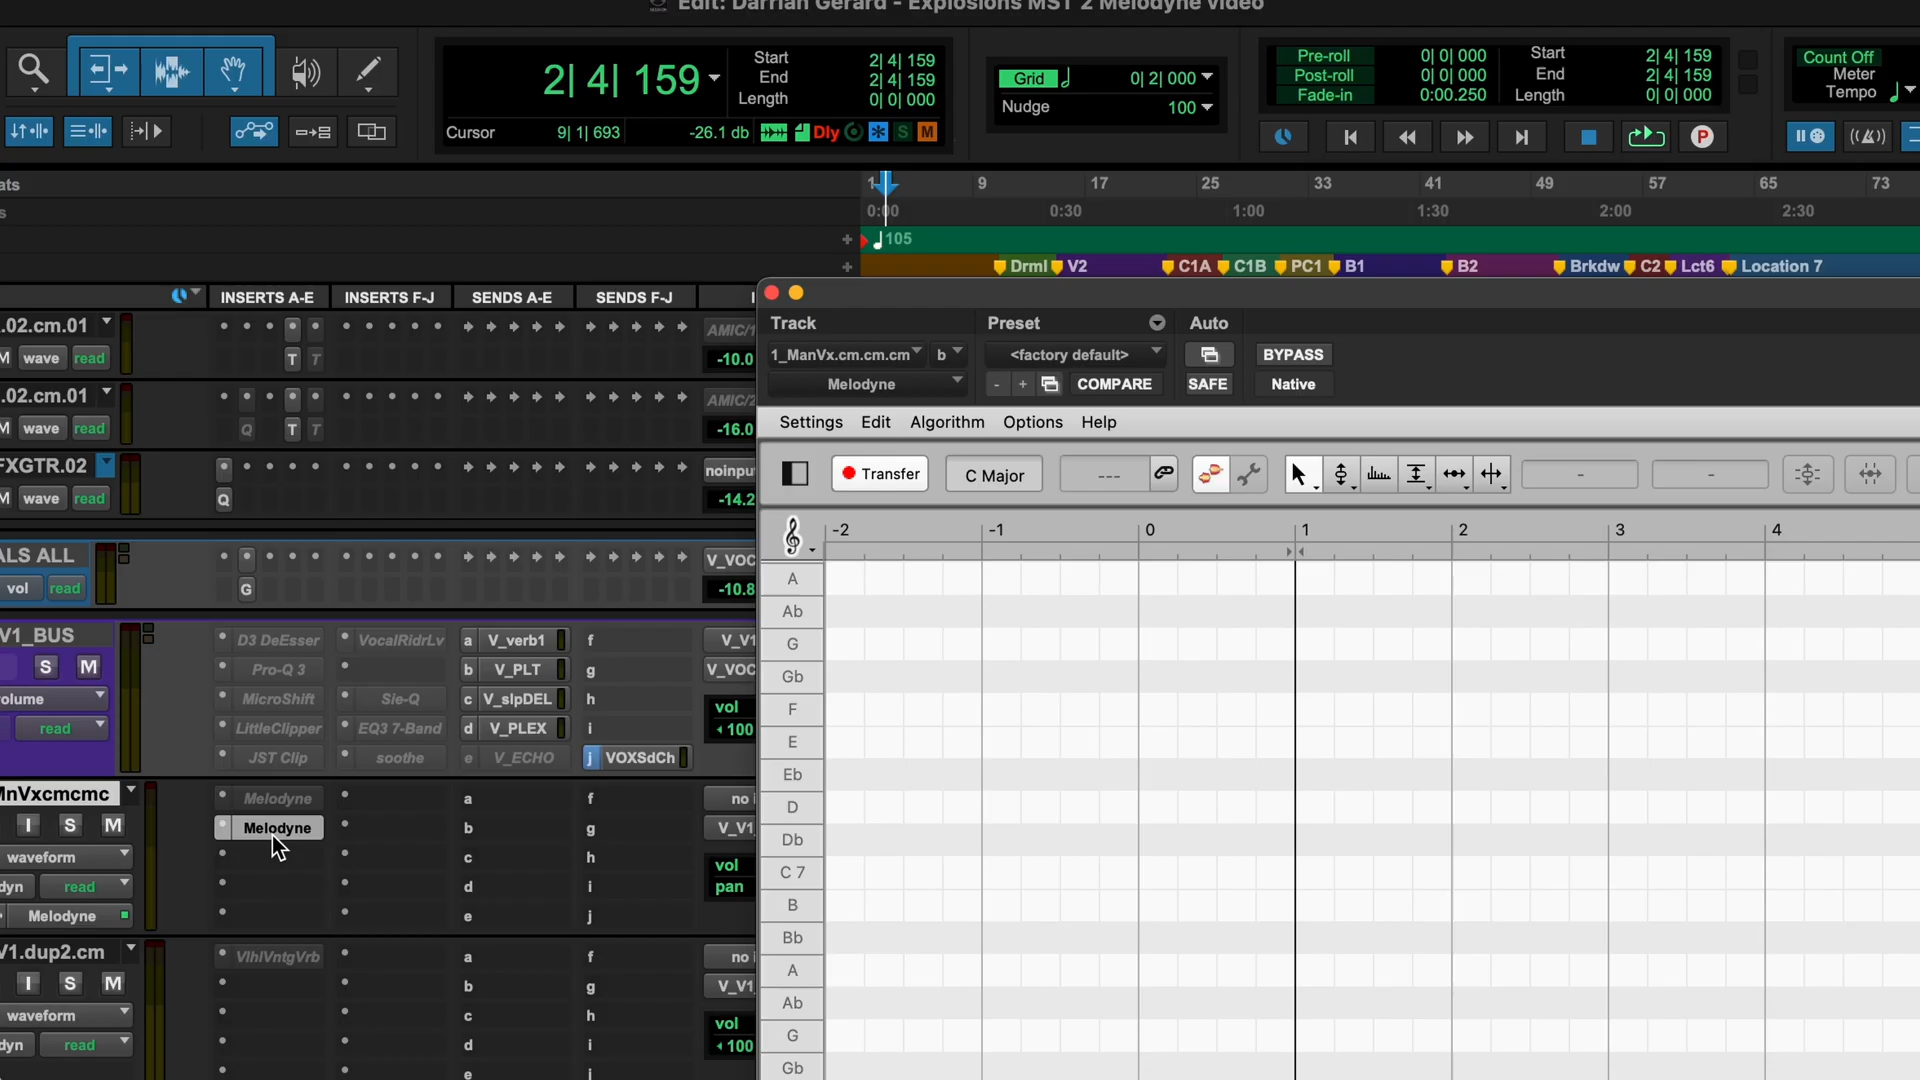 Edit: Darrian Gerard - Explosions MST 2 Melodyne video
2| 4| 159
Start 2| 4| 159
End 2| 4| 159
Length 0| 0| 000
Cursor 9| 1| 693 -26.1 db Dly S M
Grid 0| 2| 000
Nudge 100
Pre-roll 0| 0| 000
Post-roll 0| 0| 000
Fade-in 0:00.250
Start 2| 4| 159
End 2| 4| 159
Length 0| 0| 000
P
Count Off
Meter
Tempo
ats 1 9 17 25 33 41 49 57 65 73
s 0:00 0:30 1:00 1:30 2:00 2:30
+ 105
+ Drml V2 C1A C1B PC1 B1 B2 Brkdw C2 Lct6 Location 7
INSERTS A-E INSERTS F-J SENDS A-E SENDS F-J
.02.cm.01 AMIC/1
M wave read T T -10.0
.02.cm.01 AMIC/2
M wave read Q T T -16.0
FXGTR.02 noinpu
M wave read Q -14.2
ALS ALL V_VOC
vol read G -10.8
V1_BUS D3 DeEsser VocalRidrLv a V_verb1 f V_V1
S M Pro-Q 3 b V_PLT g V_VOC
olume MicroShift Sie-Q c V_slpDEL h vol
read LittleClipper EQ3 7-Band d V_PLEX i 100
JST Clip soothe e V_ECHO j VOXSdCh
MnVxcmcmc Melodyne a f no i
I S M Melodyne b g V_V1
waveform c h vol
dyn read d i pan
Melodyne e j
V1.dup2.cm VlhlVntgVrb a f no
I S M b g V_V1
waveform c h vol
dyn read d i 100
e j
Track Preset Auto
1_ManVx.cm.cm.cm b <factory default> BYPASS
Melodyne - + COMPARE SAFE Native
Settings Edit Algorithm Options Help
Transfer C Major --- - -
-2 -1 0 1 2 3 4
A
Ab
G
Gb
F
E
Eb
D
Db
C 7
B
Bb
A
Ab
G
Gb